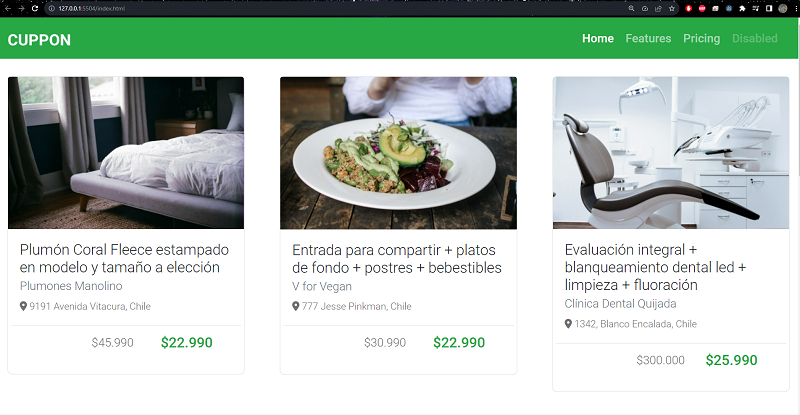 127.0.0.1:5504/index.html
CUPPON
Home Features Pricing Disabled
Plumón Coral Fleece estampado
en modelo y tamaño a elección
Plumones Manolino
9191 Avenida Vitacura, Chile
$45.990 $22.990
Entrada para compartir + platos
de fondo + postres + bebestibles
V for Vegan
777 Jesse Pinkman, Chile
$30.990 $22.990
Evaluación integral +
blanqueamiento dental led +
limpieza + fluoración
Clínica Dental Quijada
1342, Blanco Encalada, Chile
$300.000 $25.990